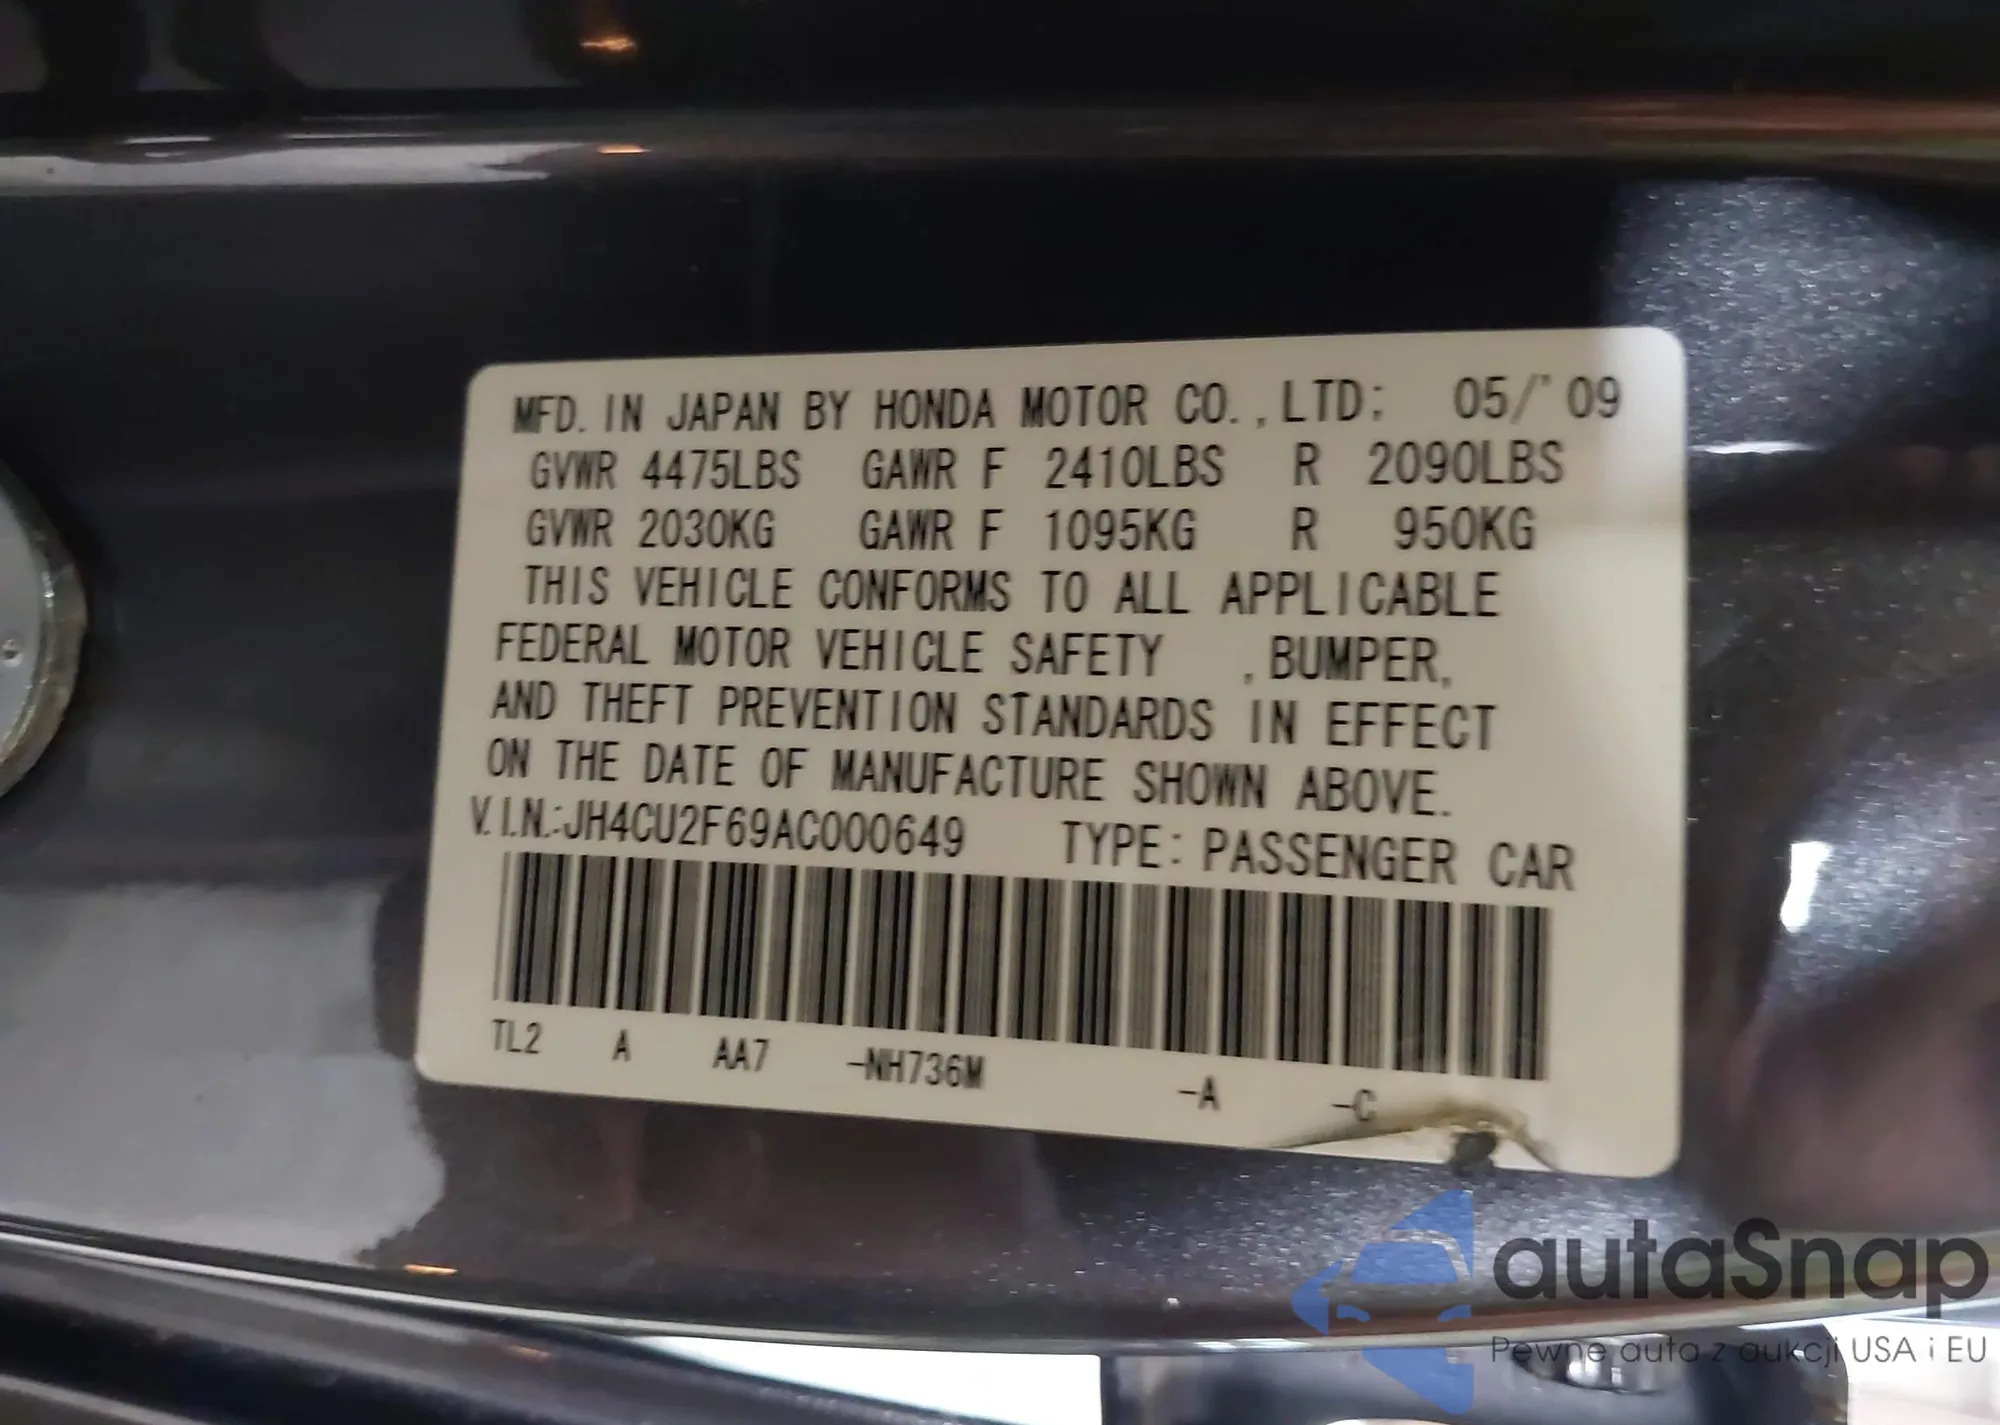 MFD. IN JAPAN BY HONDA MOTOR CO., LTD; 05/'09
GVWR 4475LBS GAWR F 2410LBS R 2090LBS
GVWR 2030KG GAWR F 1095KG R 950KG
THIS VEHICLE CONFORMS TO ALL APPLICABLE
FEDERAL MOTOR VEHICLE SAFETY , BUMPER,
AND THEFT PREVENTION STANDARDS IN EFFECT
ON THE DATE OF MANUFACTURE SHOWN ABOVE.
V.I.N.:JH4CU2F69AC000649 TYPE: PASSENGER CAR
TL2 A AA7 -NH736M -A -C
autaSnap
Pewne auta z aukcji USA i EU